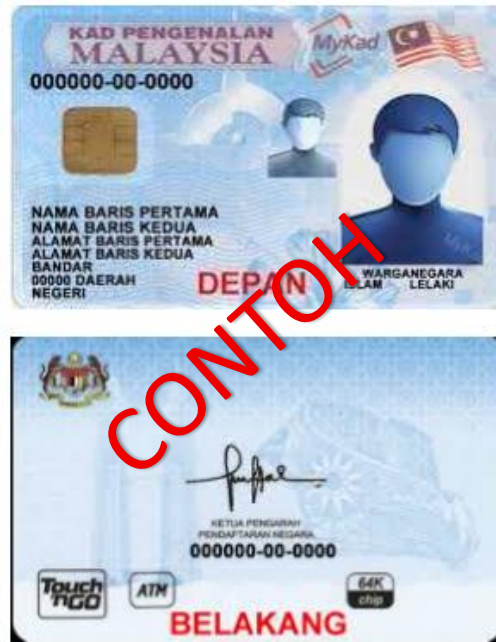 KAD PENGENALAN
MALAYSIA
MyKad
000000-00-0000
NAMA BARIS PERTAMA
NAMA BARIS KEDUA
ALAMAT BARIS PERTAMA
ALAMAT BARIS KEDUA
BANDAR
00000 DAERAH
NEGERI
DEPAN
WARGANEGARA
ISLAM LELAKI
CONTOH
KETUA PENGARAH
PENDAFTARAN NEGARA
000000-00-0000
Touch
'nGO
ATM
64K
chip
BELAKANG